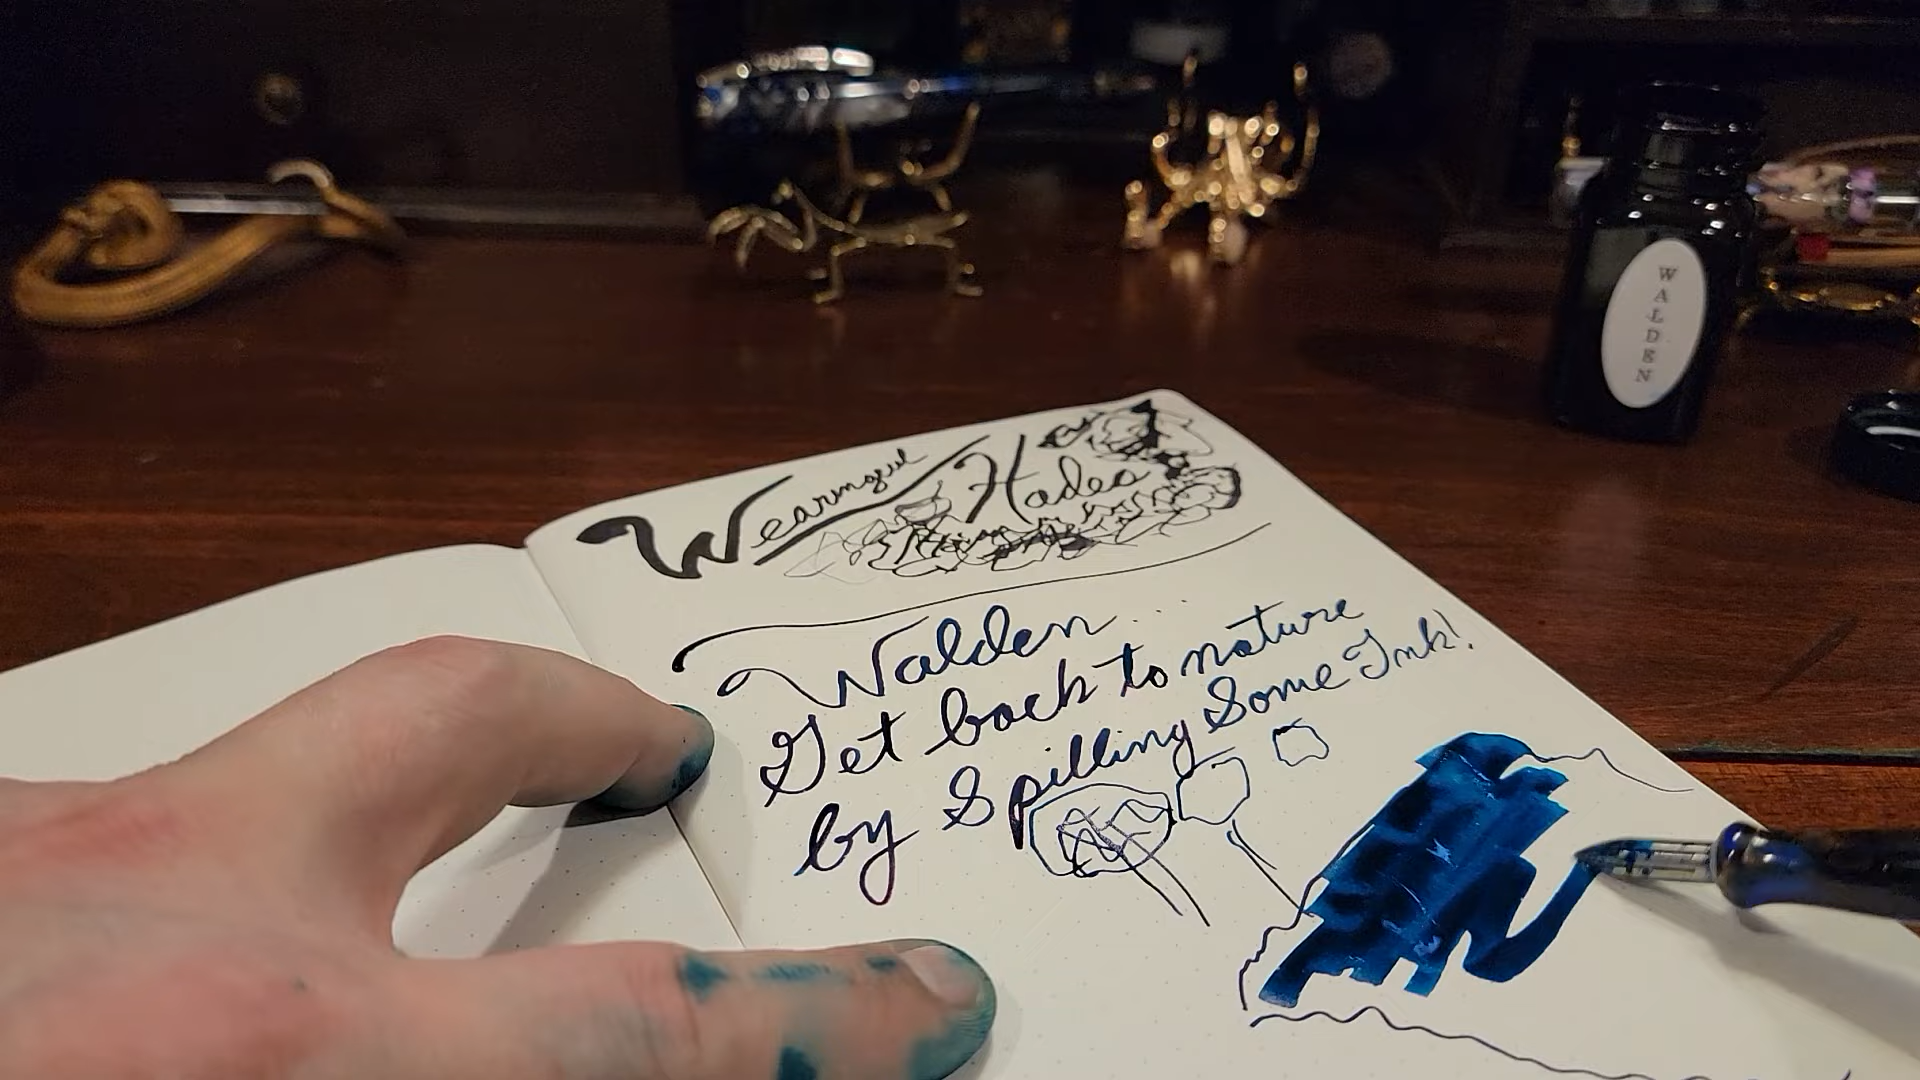 Wearingeul
Hades
Walden...
Get back to nature
by Spilling Some Ink!
WALDEN